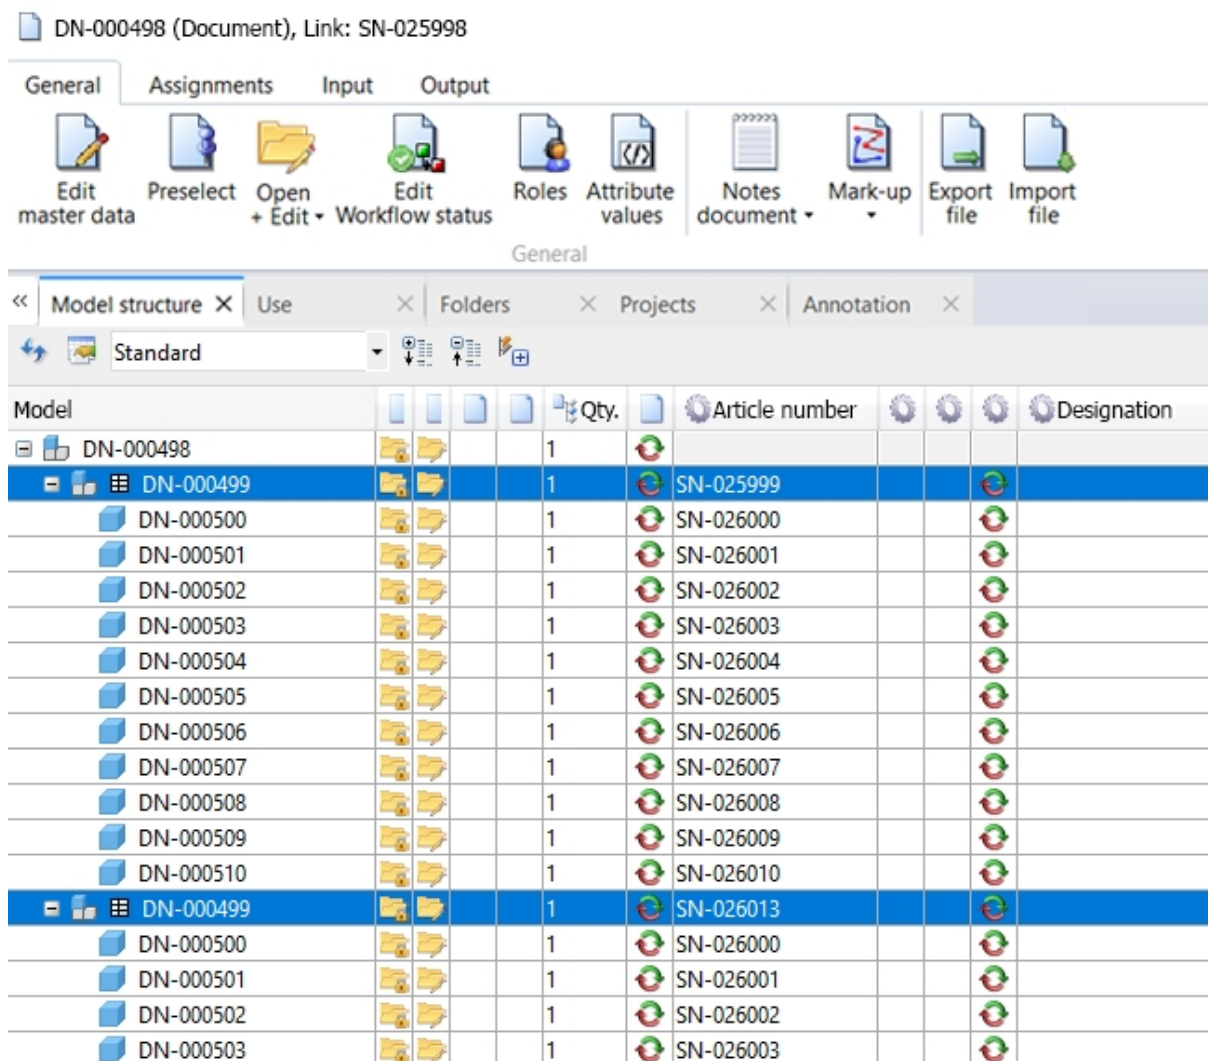 DN-000498 (Document), Link: SN-025998
General Assignments Input Output
Edit master data Preselect Open + Edit Edit Workflow status Roles Attribute values Notes document Mark-up Export file Import file
General
« Model structure X Use X Folders X Projects X Annotation X
Standard
Model Qty. Article number Designation
DN-000498 1
DN-000499 1 SN-025999
DN-000500 1 SN-026000
DN-000501 1 SN-026001
DN-000502 1 SN-026002
DN-000503 1 SN-026003
DN-000504 1 SN-026004
DN-000505 1 SN-026005
DN-000506 1 SN-026006
DN-000507 1 SN-026007
DN-000508 1 SN-026008
DN-000509 1 SN-026009
DN-000510 1 SN-026010
DN-000499 1 SN-026013
DN-000500 1 SN-026000
DN-000501 1 SN-026001
DN-000502 1 SN-026002
DN-000503 1 SN-026003